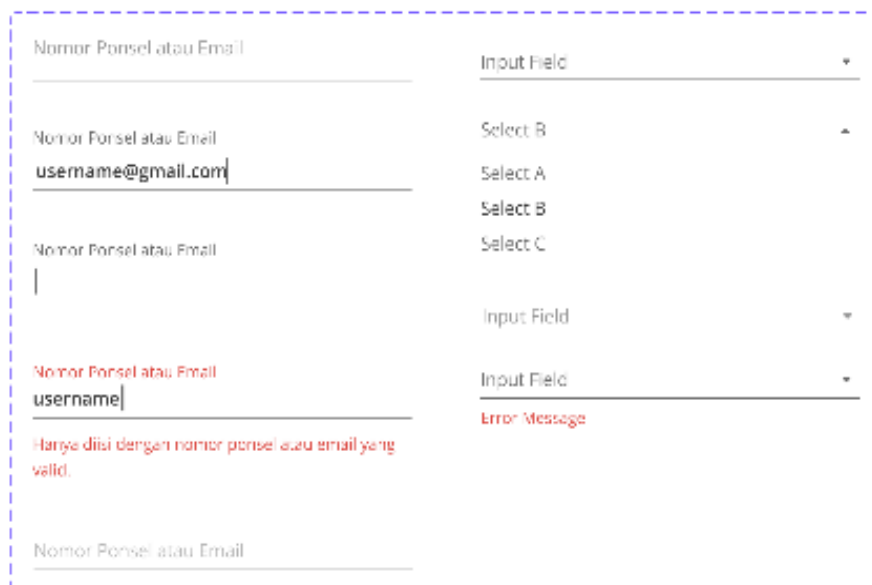 Nomor Ponsel atau Email
Nomor Ponsel atau Email
username@gmail.com
Nomor Ponsel atau Email
Nomor Ponsel atau Email
username
Hanya diisi dengan nomor ponsel atau email yang
valid.
Nomor Ponsel atau Email
Input Field
Select B
Select A
Select B
Select C
Input Field
Input Field
Error Message